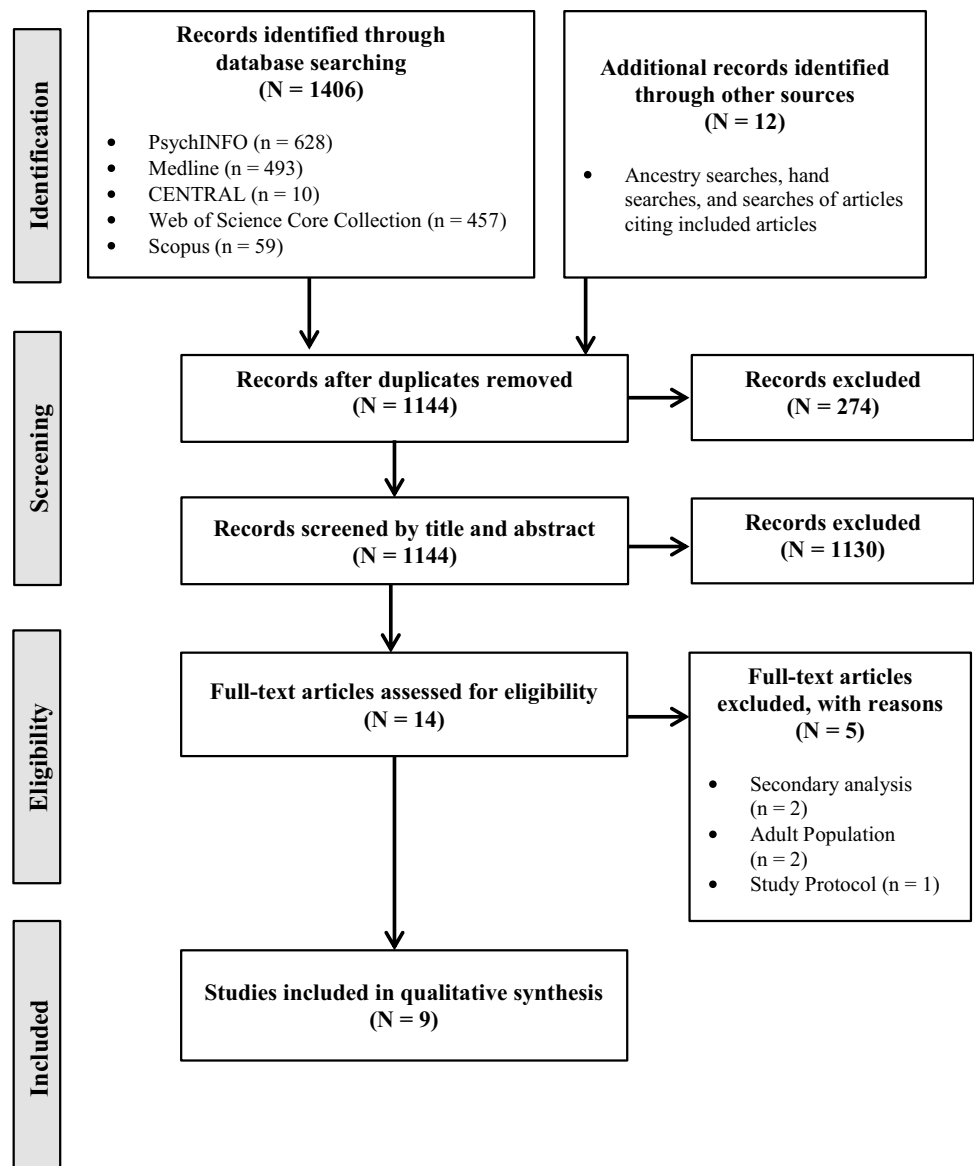 Identification
Records identified through
database searching
(N = 1406)
• PsychINFO (n = 628)
• Medline (n = 493)
• CENTRAL (n = 10)
• Web of Science Core Collection (n = 457)
• Scopus (n = 59)
Additional records identified
through other sources
(N = 12)
• Ancestry searches, hand
searches, and searches of articles
citing included articles
Screening
Records after duplicates removed
(N = 1144)
Records excluded
(N = 274)
Records screened by title and abstract
(N = 1144)
Records excluded
(N = 1130)
Eligibility
Full-text articles assessed for eligibility
(N = 14)
Full-text articles
excluded, with reasons
(N = 5)
• Secondary analysis
(n = 2)
• Adult Population
(n = 2)
• Study Protocol (n = 1)
Included
Studies included in qualitative synthesis
(N = 9)